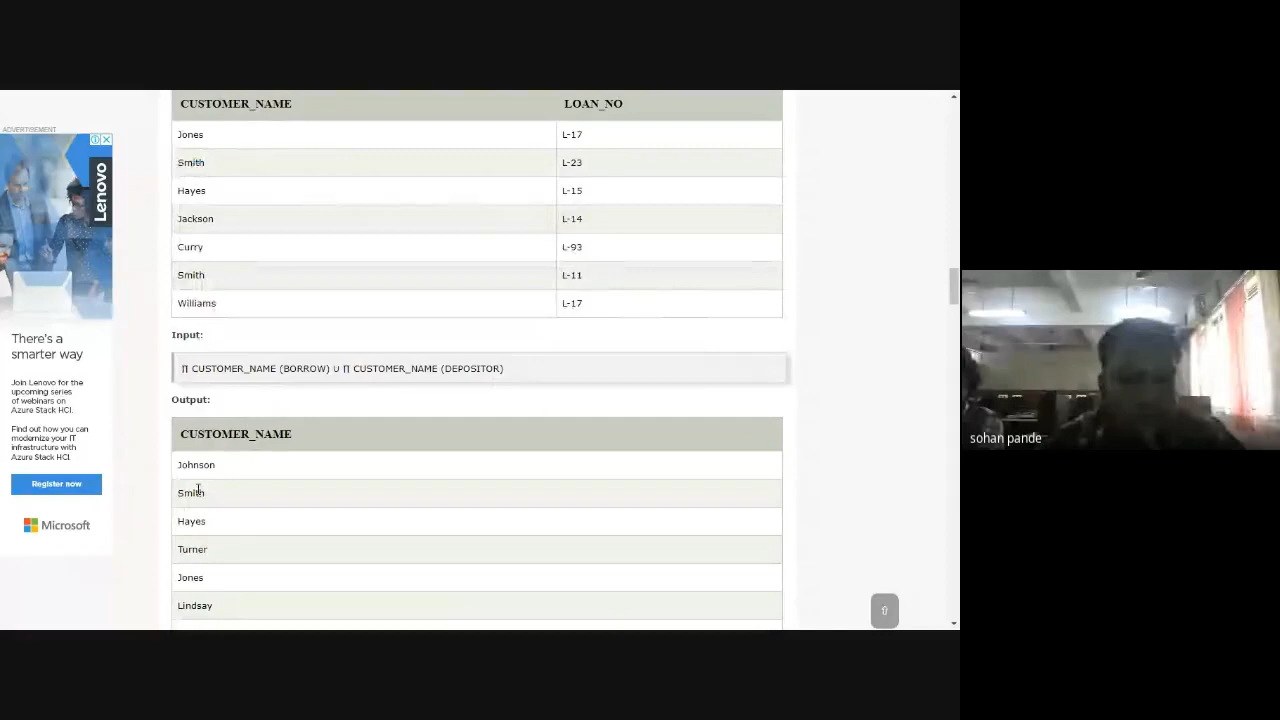 CUSTOMER_NAME LOAN_NO
Jones L-17
Smith L-23
Hayes L-15
Jackson L-14
Curry L-93
Smith L-11
Williams L-17
Input:
∏ CUSTOMER_NAME (BORROW) ∪ ∏ CUSTOMER_NAME (DEPOSITOR)
Output:
CUSTOMER_NAME
Johnson
Smith
Hayes
Turner
Jones
Lindsay
ADVERTISEMENT
Lenovo
There's a
smarter way
Join Lenovo for the
upcoming series
of webinars on
Azure Stack HCI.
Find out how you can
modernize your IT
infrastructure with
Azure Stack HCI.
Register now
Microsoft
sohan pande